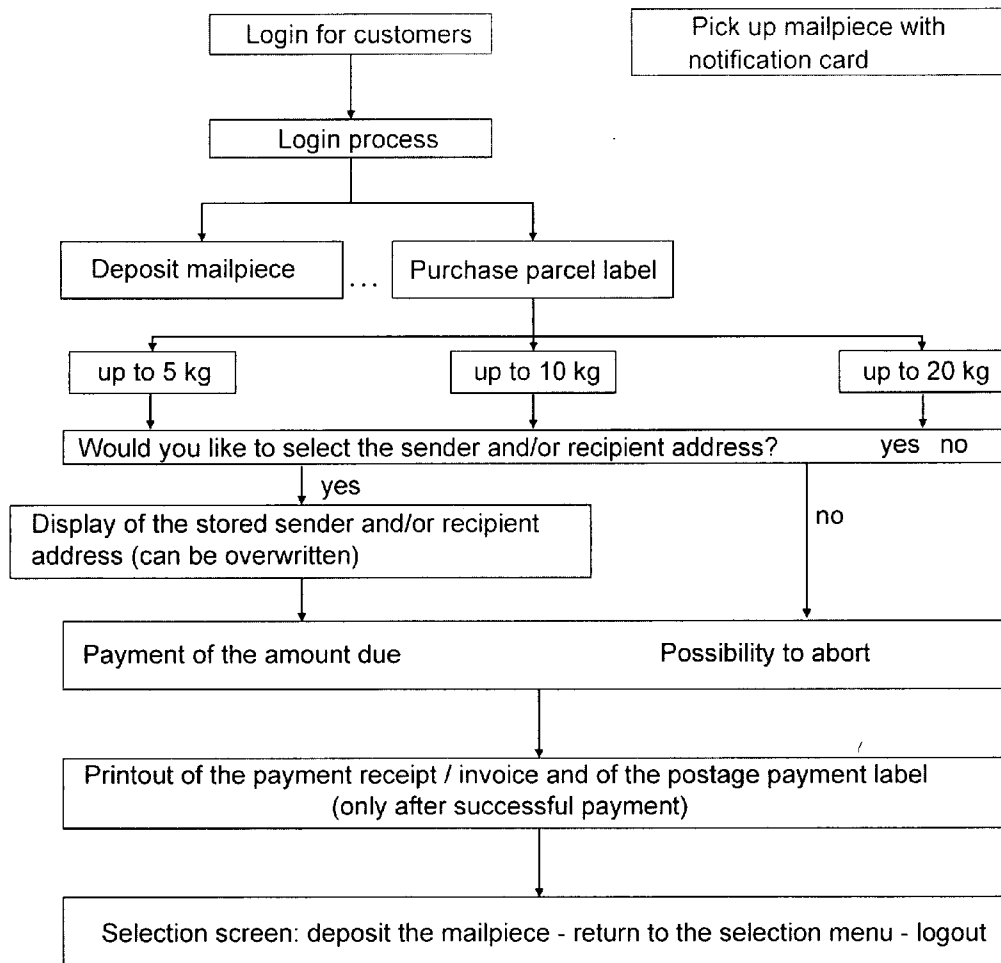 Login for customers
Pick up mailpiece with
notification card
Login process
Deposit mailpiece
...
Purchase parcel label
up to 5 kg
up to 10 kg
up to 20 kg
Would you like to select the sender and/or recipient address? yes no
yes
no
Display of the stored sender and/or recipient
address (can be overwritten)
Payment of the amount due
Possibility to abort
Printout of the payment receipt / invoice and of the postage payment label
(only after successful payment)
Selection screen: deposit the mailpiece - return to the selection menu - logout